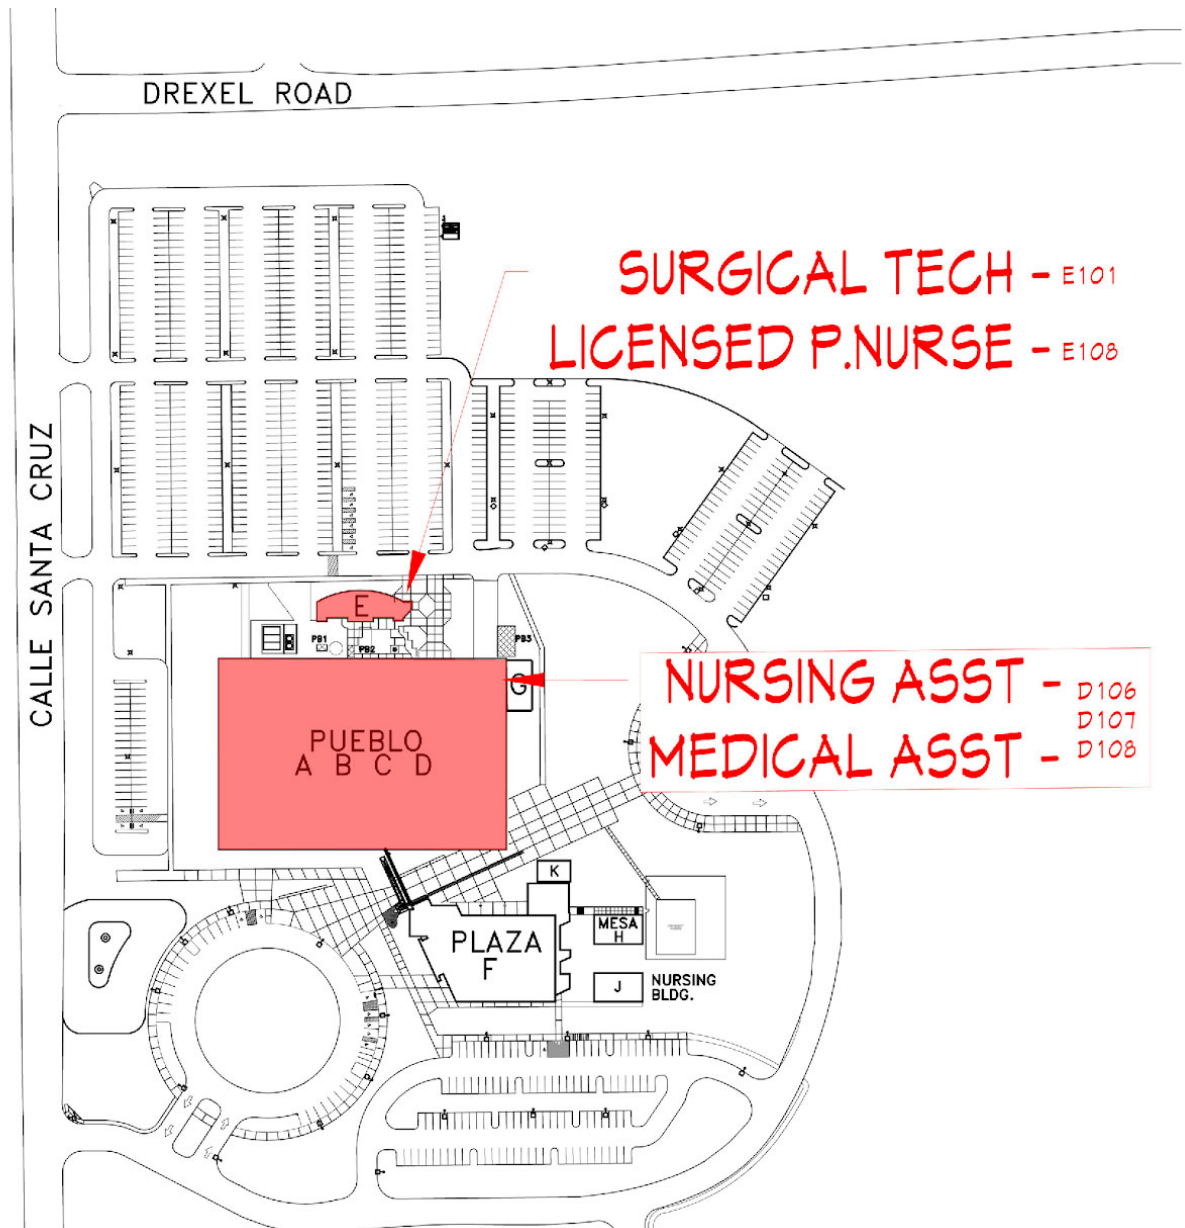 DREXEL ROAD
SURGICAL TECH - E101
LICENSED P.NURSE - E108
CALLE SANTA CRUZ
E
PB1
PB2
PB3
G
NURSING ASST - D106
D107
MEDICAL ASST - D108
PUEBLO
A B C D
K
PLAZA
F
MESA
H
J
NURSING
BLDG.